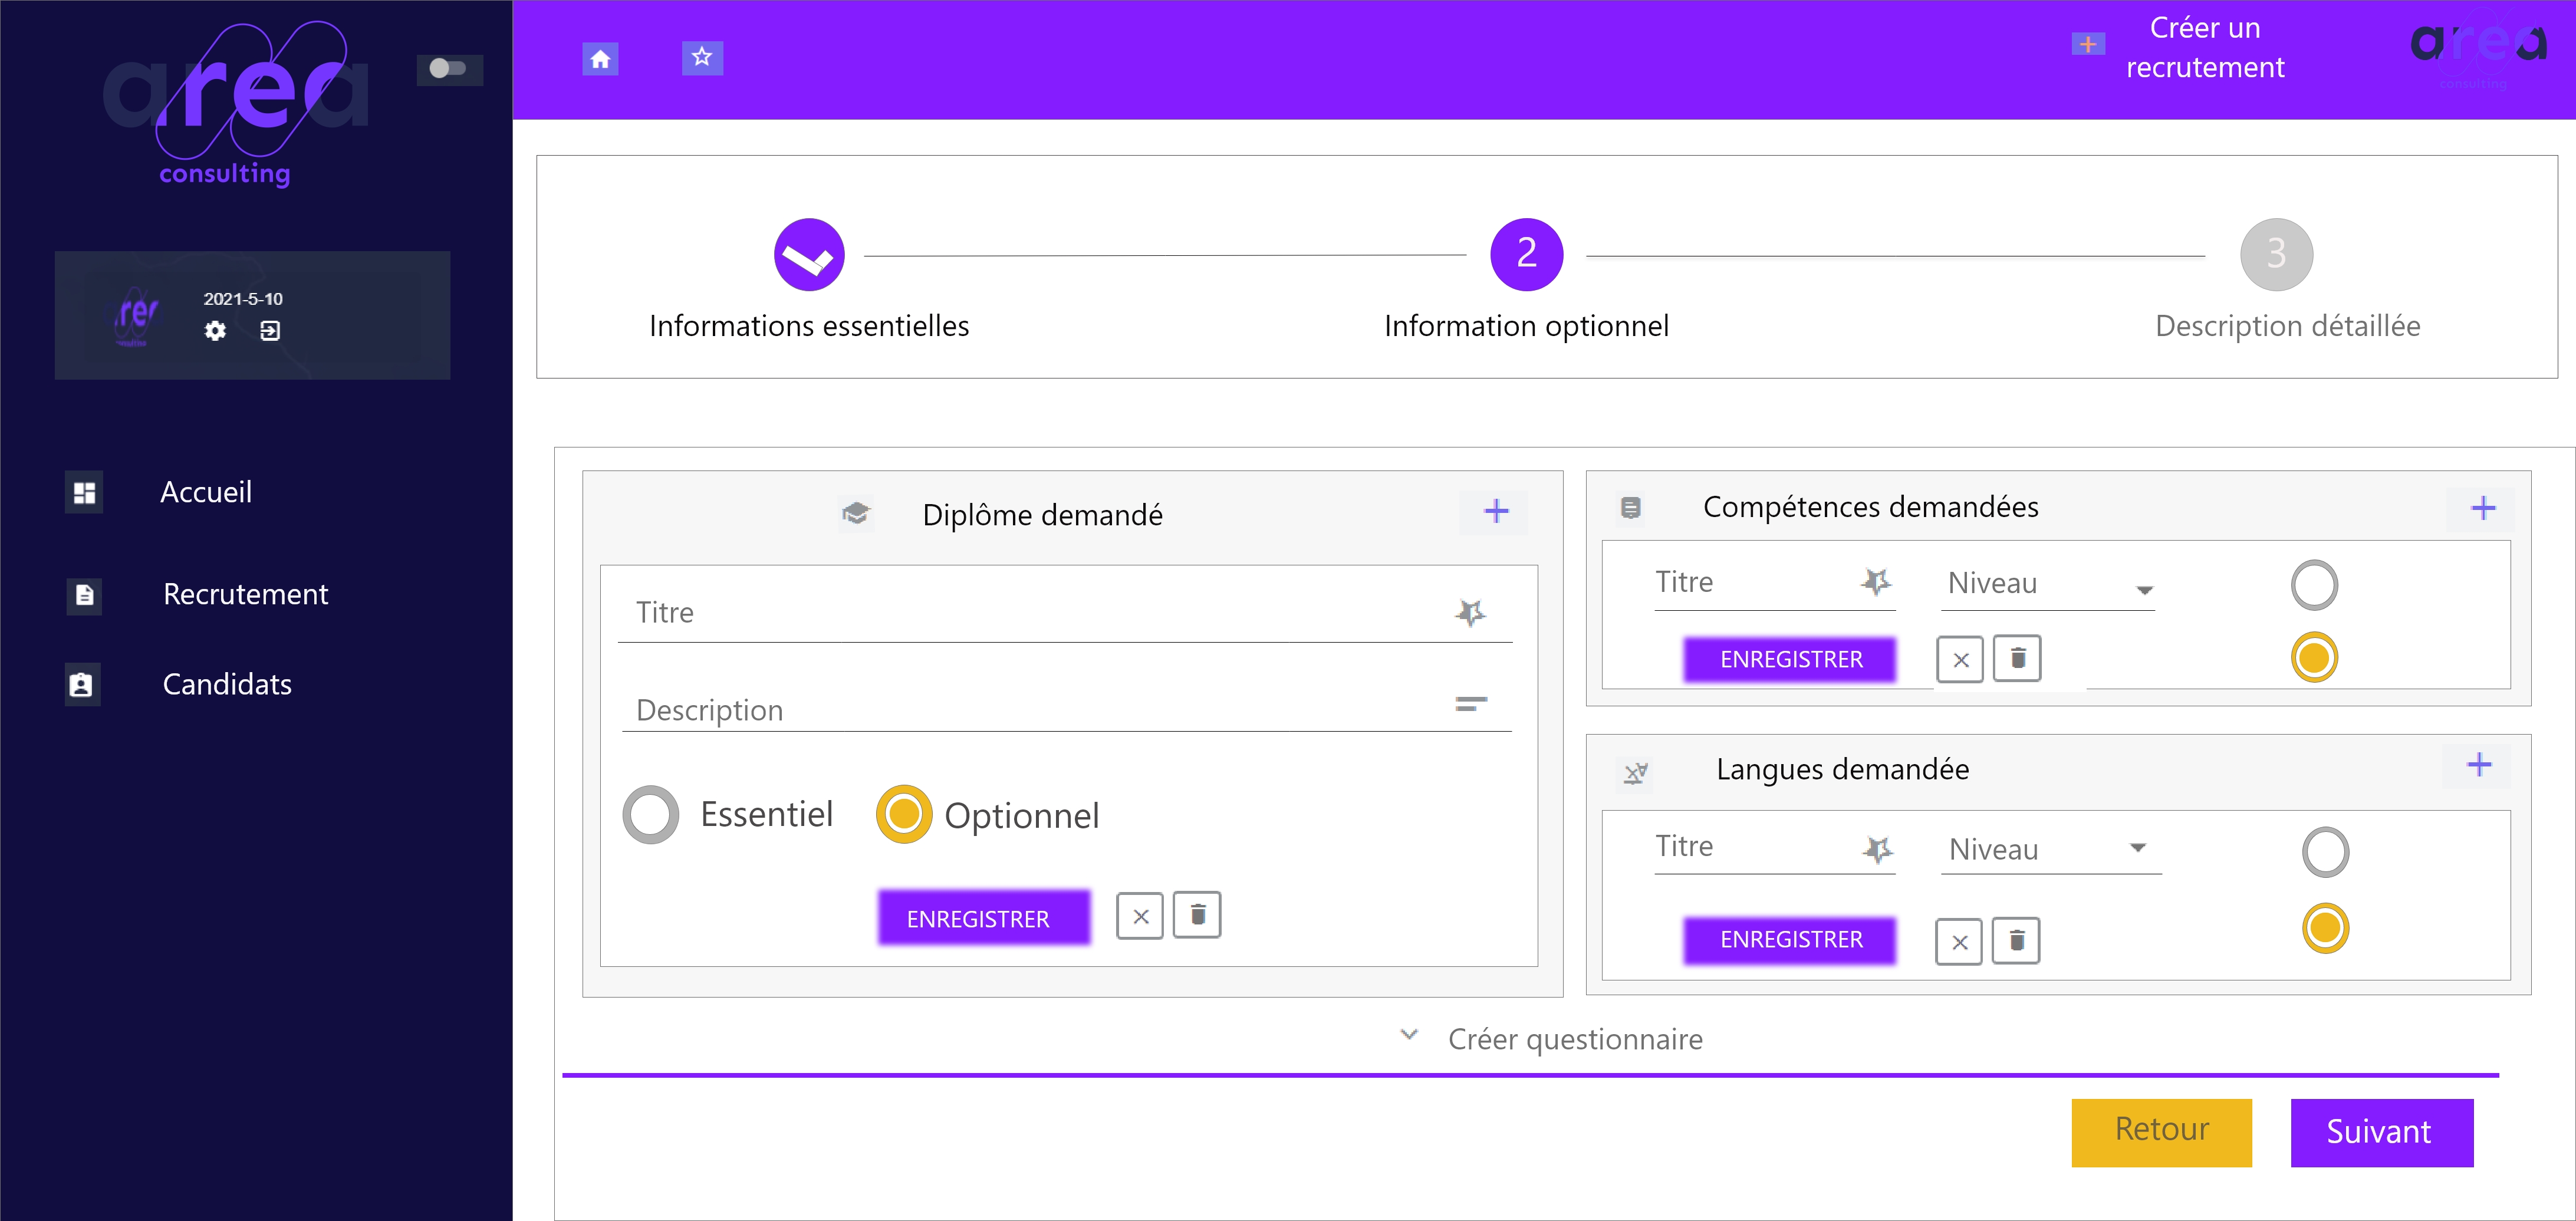 area
consulting
2021-5-10
Accueil
Recrutement
Candidats
Créer un
recrutement
area
consulting
2
3
Informations essentielles
Information optionnel
Description détaillée
Diplôme demandé
Titre
Description
Essentiel
Optionnel
ENREGISTRER
Compétences demandées
Titre
Niveau
ENREGISTRER
Langues demandée
Titre
Niveau
ENREGISTRER
Créer questionnaire
Retour
Suivant